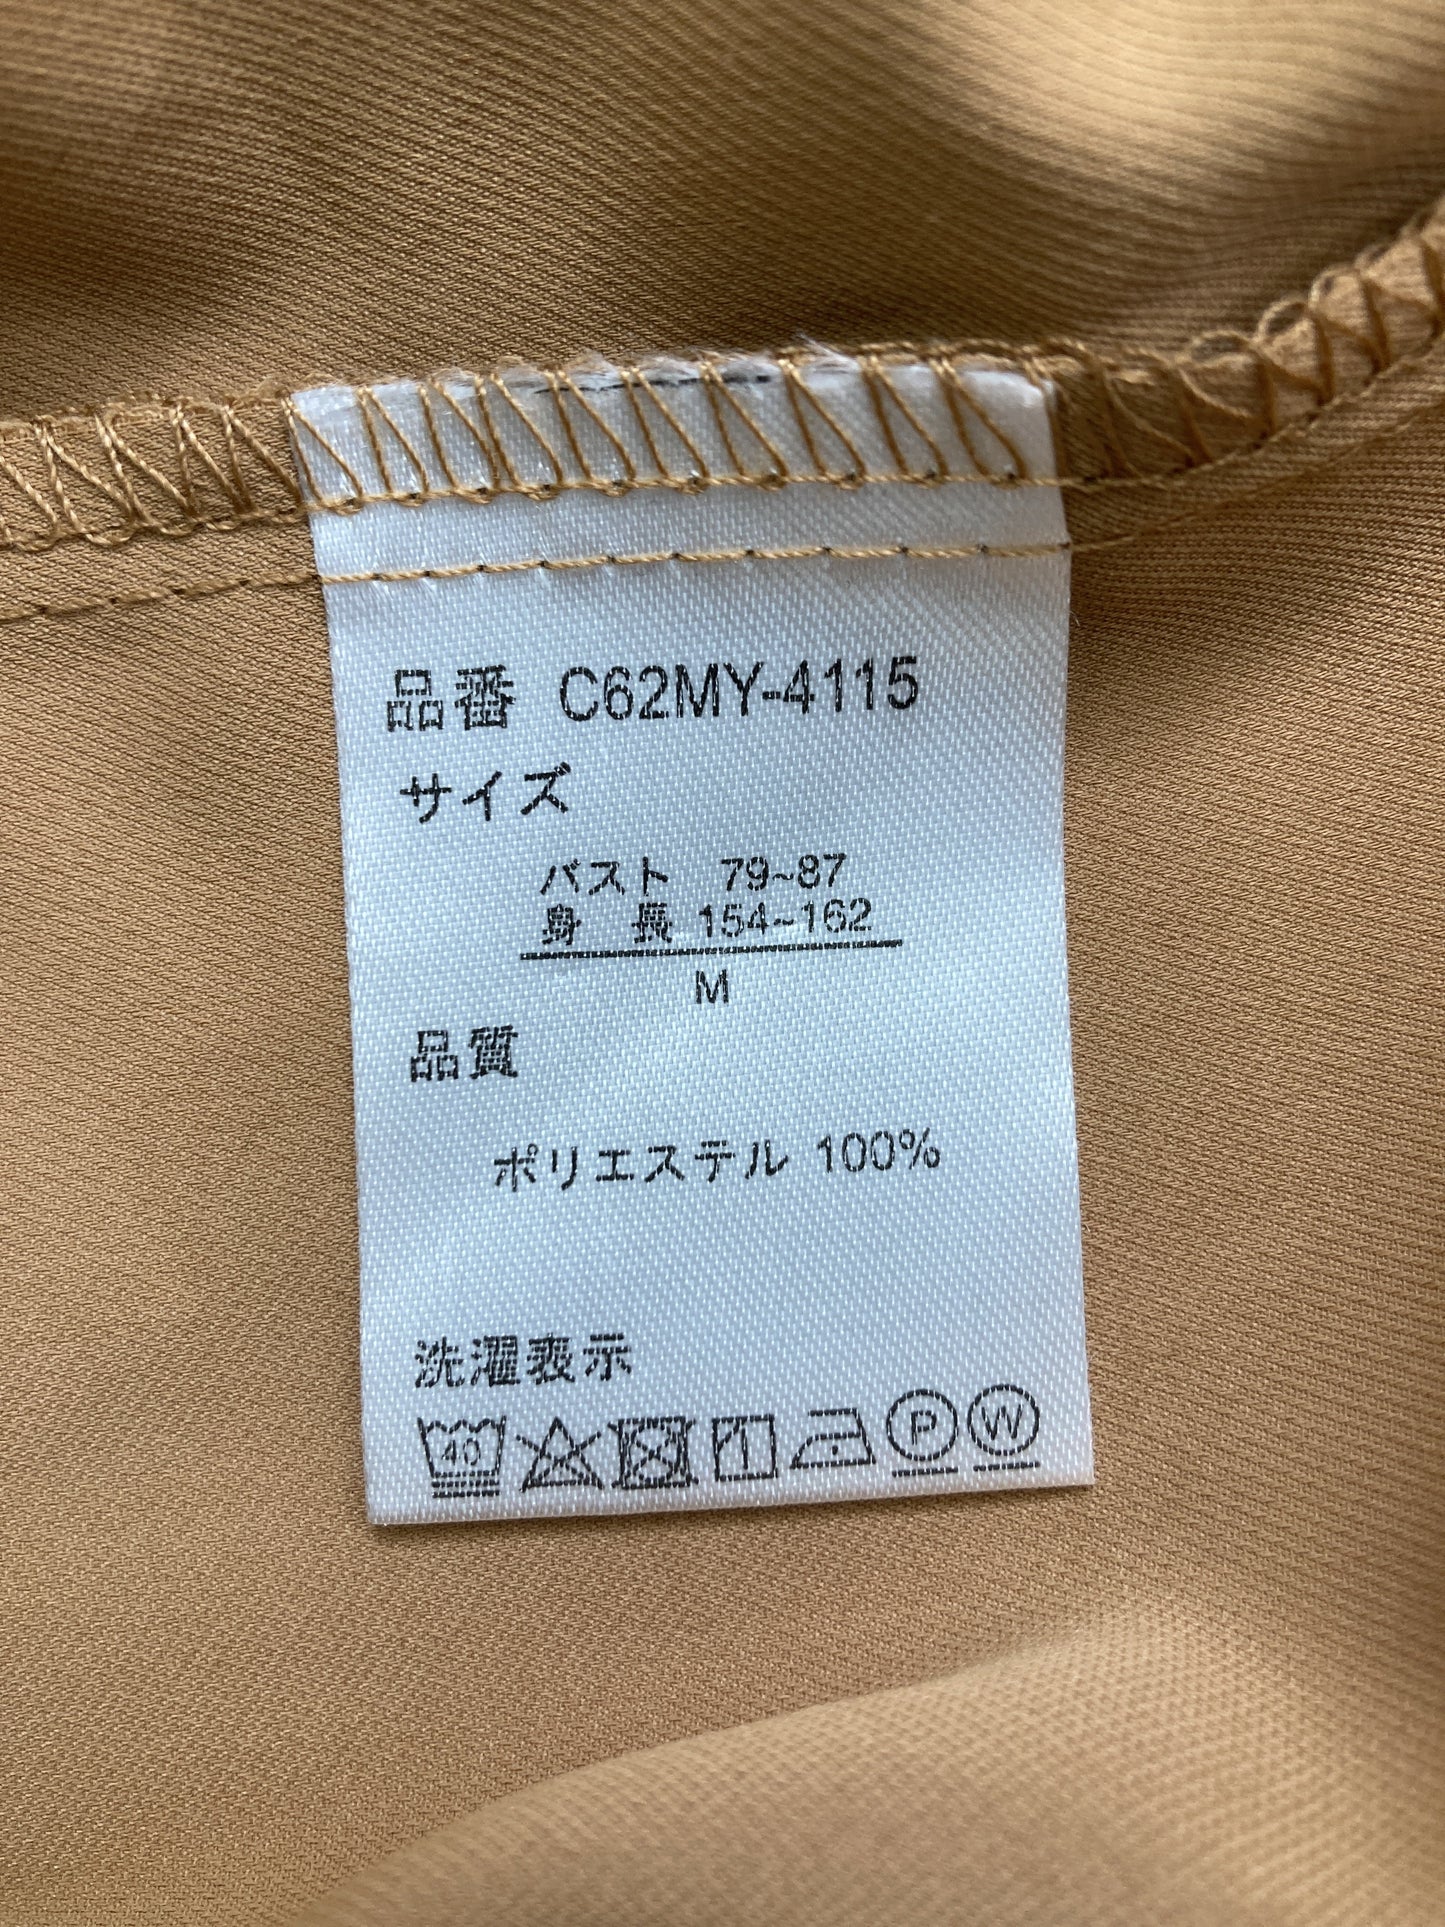 品番 C62MY-4115
サイズ
バスト 79~87
身長 154~162
M
品質
ポリエステル 100%
洗濯表示
40 P W